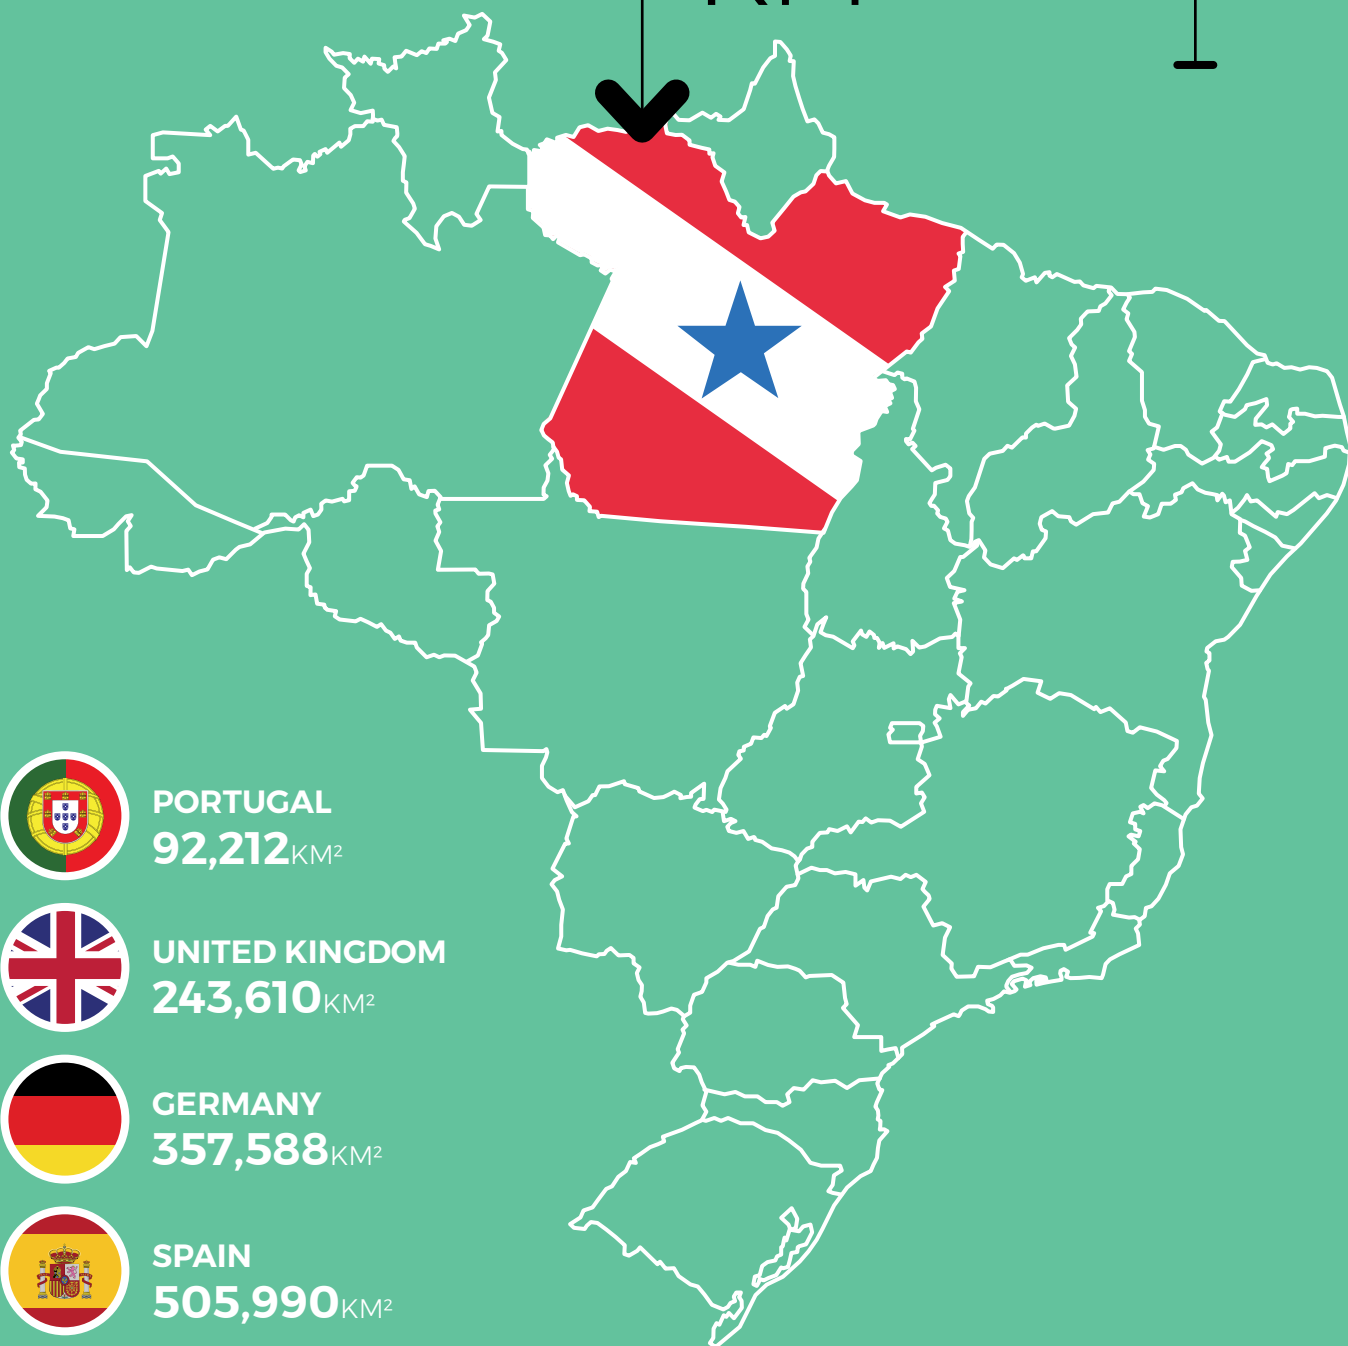 PORTUGAL
92,212KM²
UNITED KINGDOM
243,610KM²
GERMANY
357,588KM²
SPAIN
505,990KM²